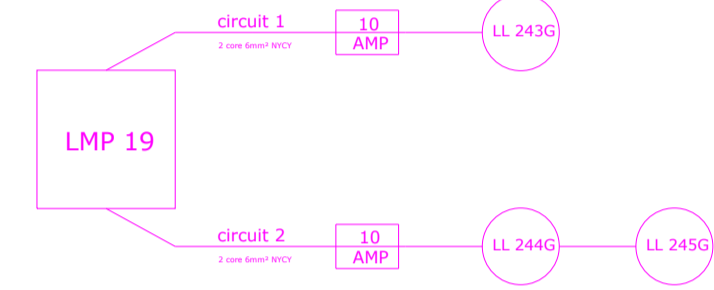 circuit 1
2 core 6mm² NYCY
10
AMP
LL 243G
LMP 19
circuit 2
2 core 6mm² NYCY
10
AMP
LL 244G
LL 245G